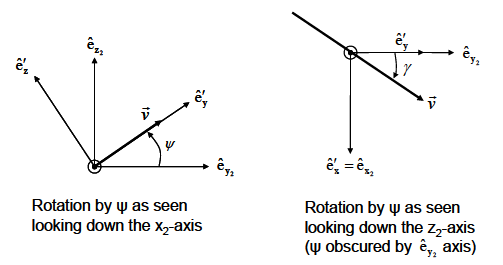 ê′z
êz₂
v⃗
ê′y
ψ
êy₂
Rotation by ψ as seen
looking down the x₂-axis
ê′y
êy₂
γ
v⃗
ê′x = êx₂
Rotation by ψ as seen
looking down the z₂-axis
(ψ obscured by êy₂ axis)